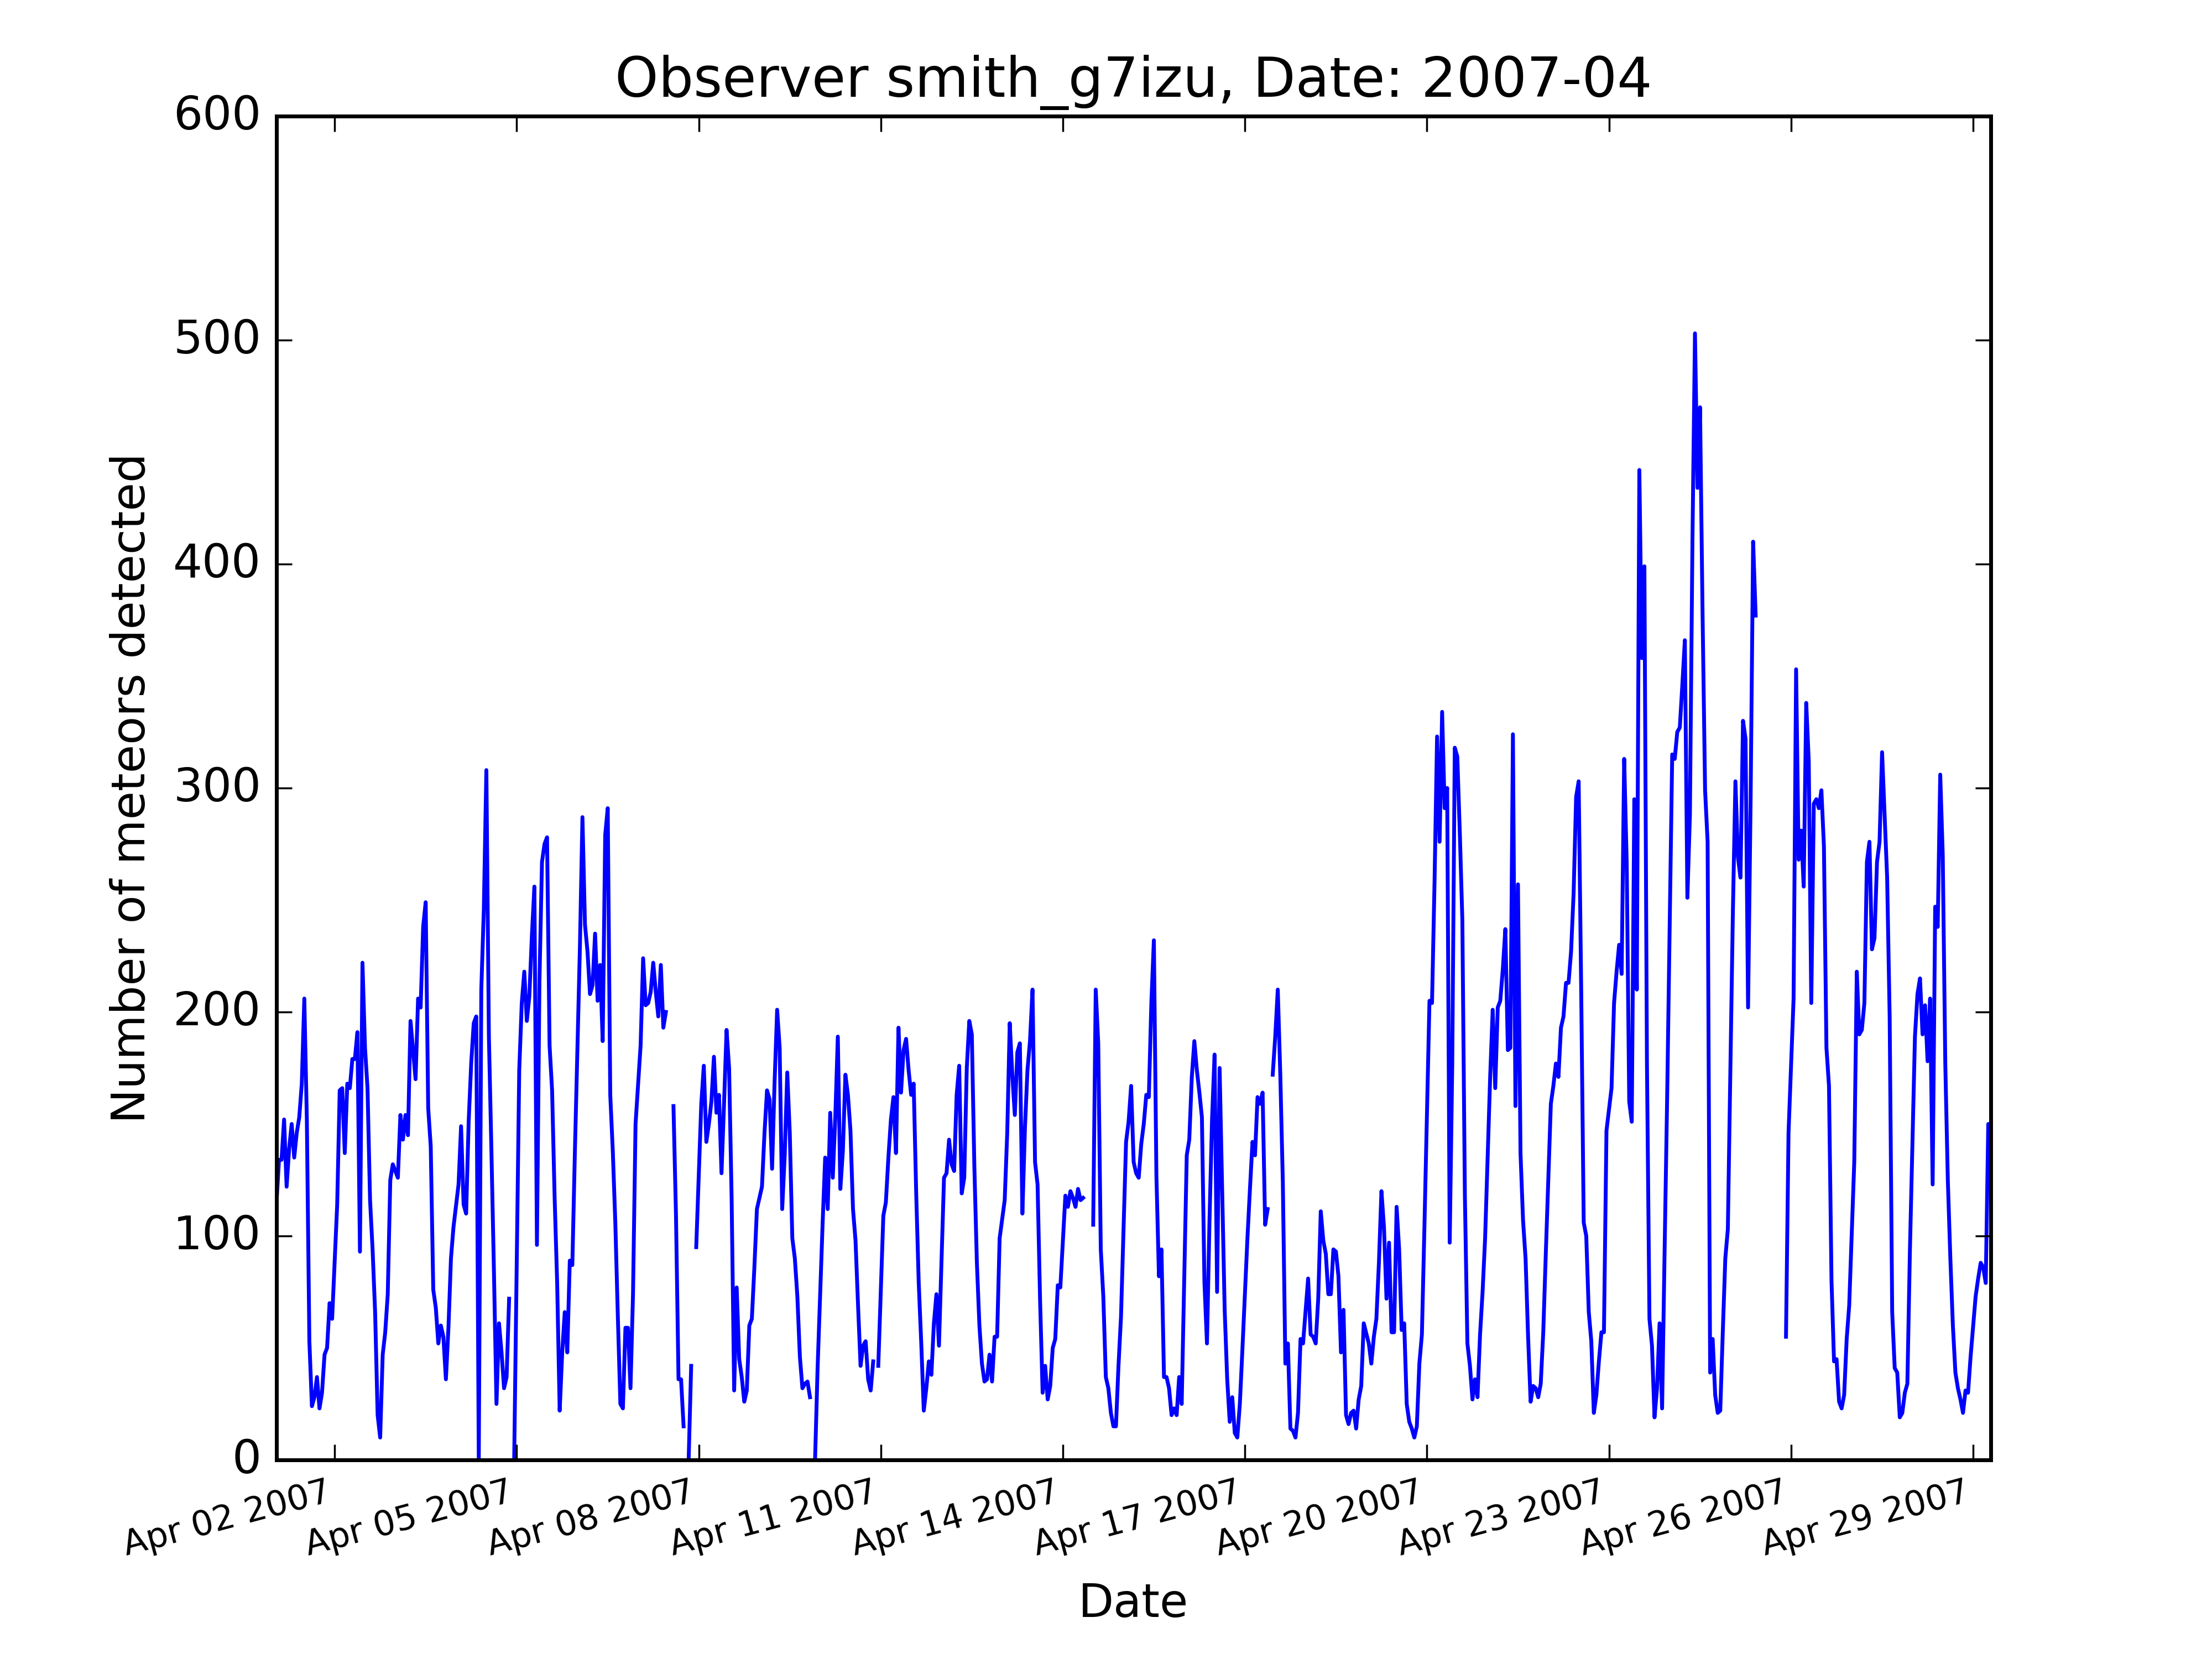 Observer smith_g7izu, Date: 2007-04
600
500
400
300
200
100
0
Number of meteors detected
Apr 02 2007
Apr 05 2007
Apr 08 2007
Apr 11 2007
Apr 14 2007
Apr 17 2007
Apr 20 2007
Apr 23 2007
Apr 26 2007
Apr 29 2007
Date